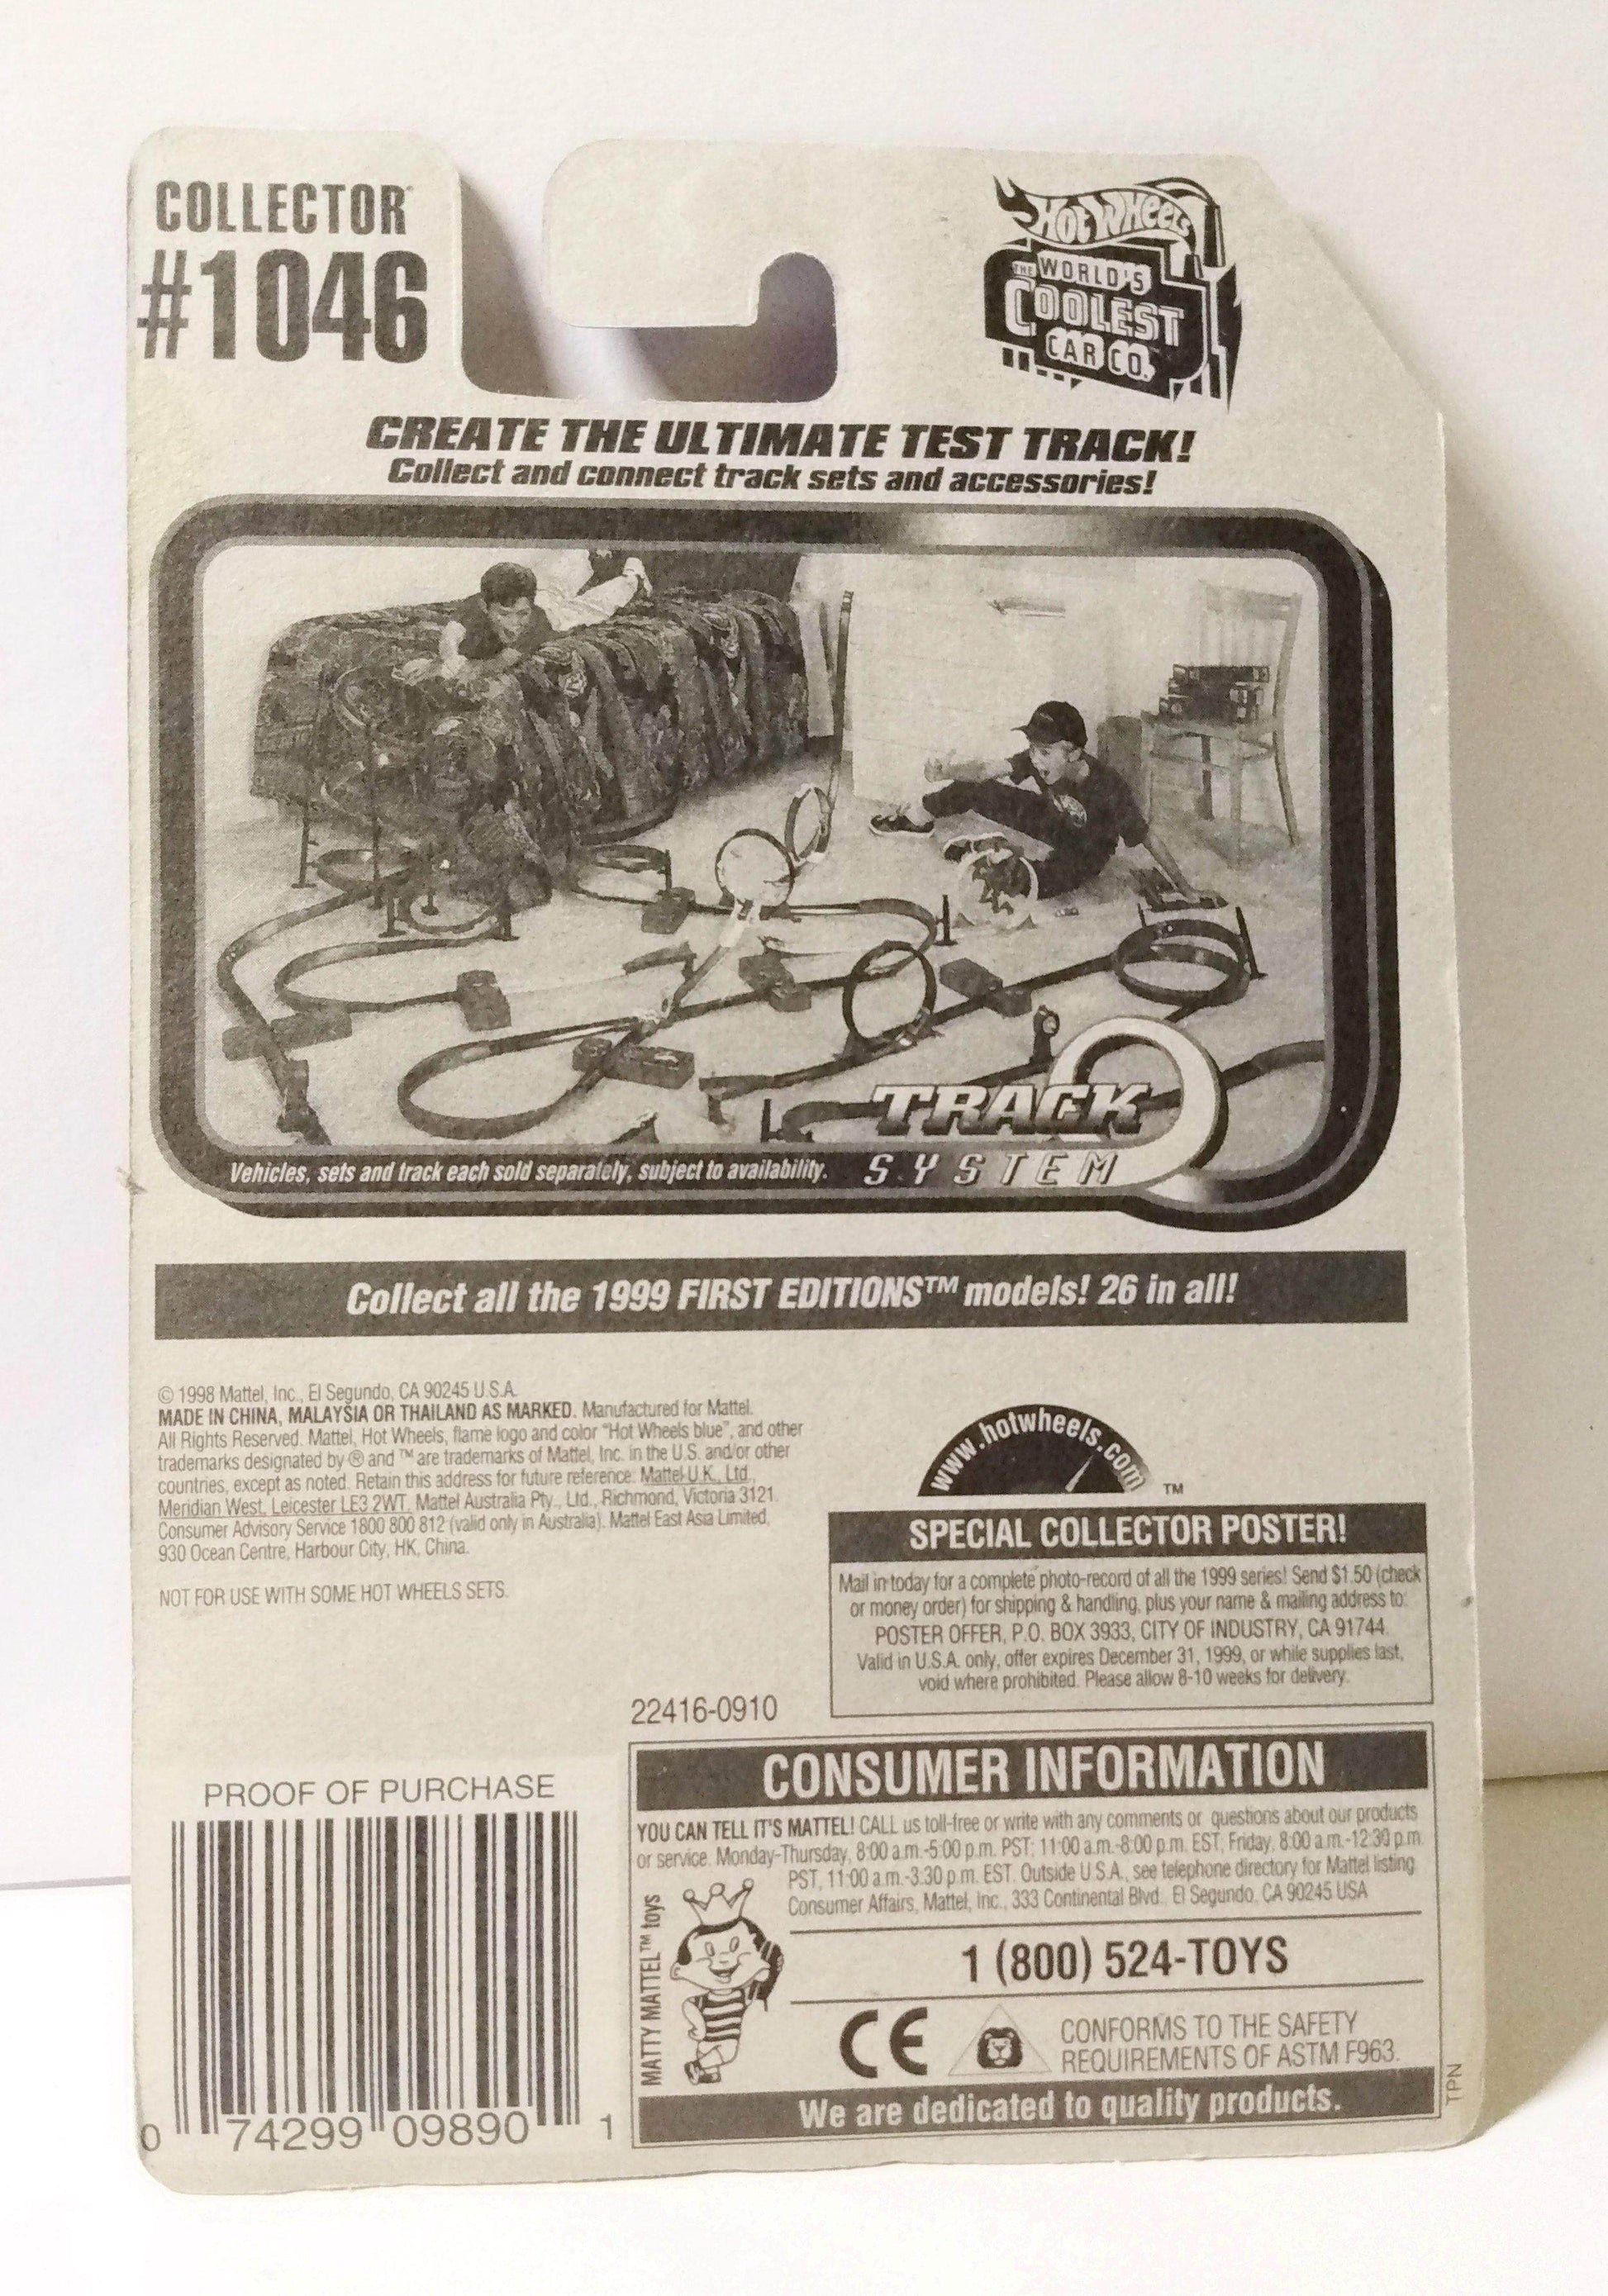 COLLECTOR
#1046
HOT WHEELS
THE WORLD'S
COOLEST
CAR CO.™
CREATE THE ULTIMATE TEST TRACK!
Collect and connect track sets and accessories!
TRACK
SYSTEM
Vehicles, sets and track each sold separately, subject to availability.
Collect all the 1999 FIRST EDITIONS™ models! 26 in all!
© 1998 Mattel, Inc., El Segundo, CA 90245 U.S.A.
MADE IN CHINA, MALAYSIA OR THAILAND AS MARKED. Manufactured for Mattel.
All Rights Reserved. Mattel, Hot Wheels, flame logo and color "Hot Wheels blue", and other
trademarks designated by ® and ™ are trademarks of Mattel, Inc. in the U.S. and/or other
countries, except as noted. Retain this address for future reference: Mattel U.K., Ltd.,
Meridian West, Leicester LE3 2WT. Mattel Australia Pty., Ltd., Richmond, Victoria 3121.
Consumer Advisory Service 1800 800 812 (valid only in Australia). Mattel East Asia Limited,
930 Ocean Centre, Harbour City, HK, China.
NOT FOR USE WITH SOME HOT WHEELS SETS.
www.hotwheels.com
™
SPECIAL COLLECTOR POSTER!
Mail in today for a complete photo-record of all the 1999 series! Send $1.50 (check
or money order) for shipping & handling, plus your name & mailing address to:
POSTER OFFER, P.O. BOX 3933, CITY OF INDUSTRY, CA 91744.
Valid in U.S.A. only, offer expires December 31, 1999, or while supplies last,
void where prohibited. Please allow 8-10 weeks for delivery.
22416-0910
PROOF OF PURCHASE
0 74299 09890 1
CONSUMER INFORMATION
YOU CAN TELL IT'S MATTEL! CALL us toll-free or write with any comments or questions about our products
or service. Monday-Thursday, 8:00 a.m.-5:00 p.m. PST; 11:00 a.m.-8:00 p.m. EST; Friday, 8:00 a.m.-12:30 p.m.
PST, 11:00 a.m.-3:30 p.m. EST. Outside U.S.A., see telephone directory for Mattel listing.
Consumer Affairs, Mattel, Inc., 333 Continental Blvd., El Segundo, CA 90245 USA
MATTY MATTEL™ toys
1 (800) 524-TOYS
CE
CONFORMS TO THE SAFETY
REQUIREMENTS OF ASTM F963.
We are dedicated to quality products.
TPN